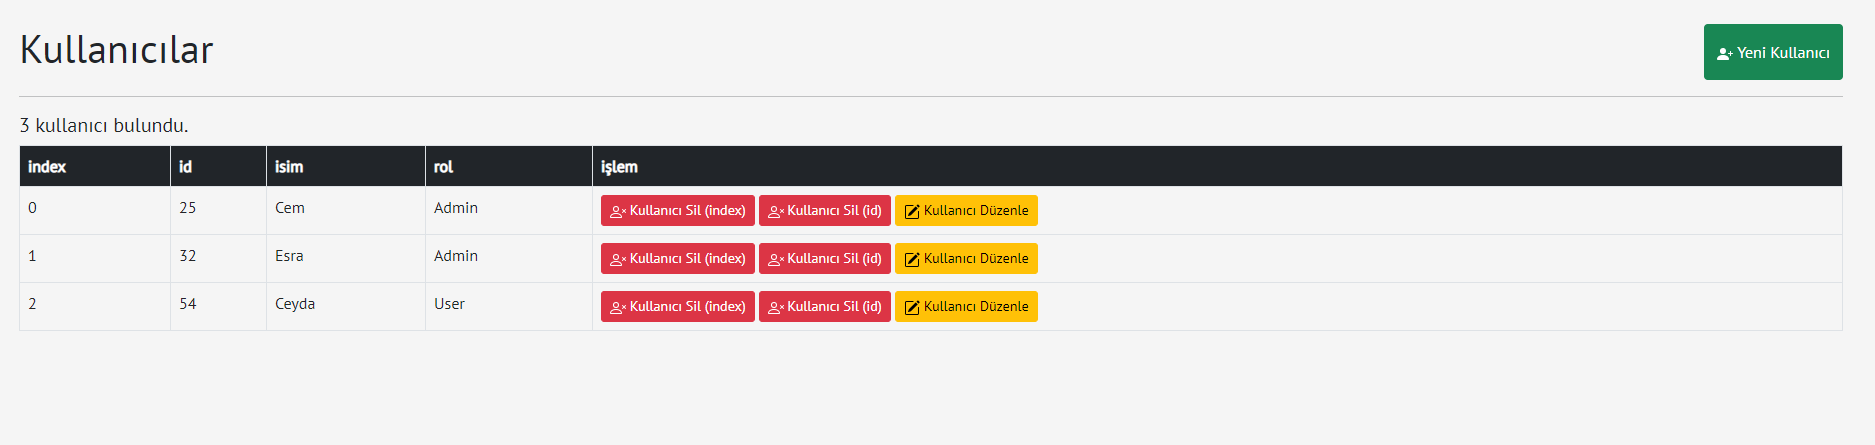 Kullanıcılar
Yeni Kullanıcı
3 kullanıcı bulundu.
index id isim rol işlem
0 25 Cem Admin Kullanıcı Sil (index) Kullanıcı Sil (id) Kullanıcı Düzenle
1 32 Esra Admin Kullanıcı Sil (index) Kullanıcı Sil (id) Kullanıcı Düzenle
2 54 Ceyda User Kullanıcı Sil (index) Kullanıcı Sil (id) Kullanıcı Düzenle